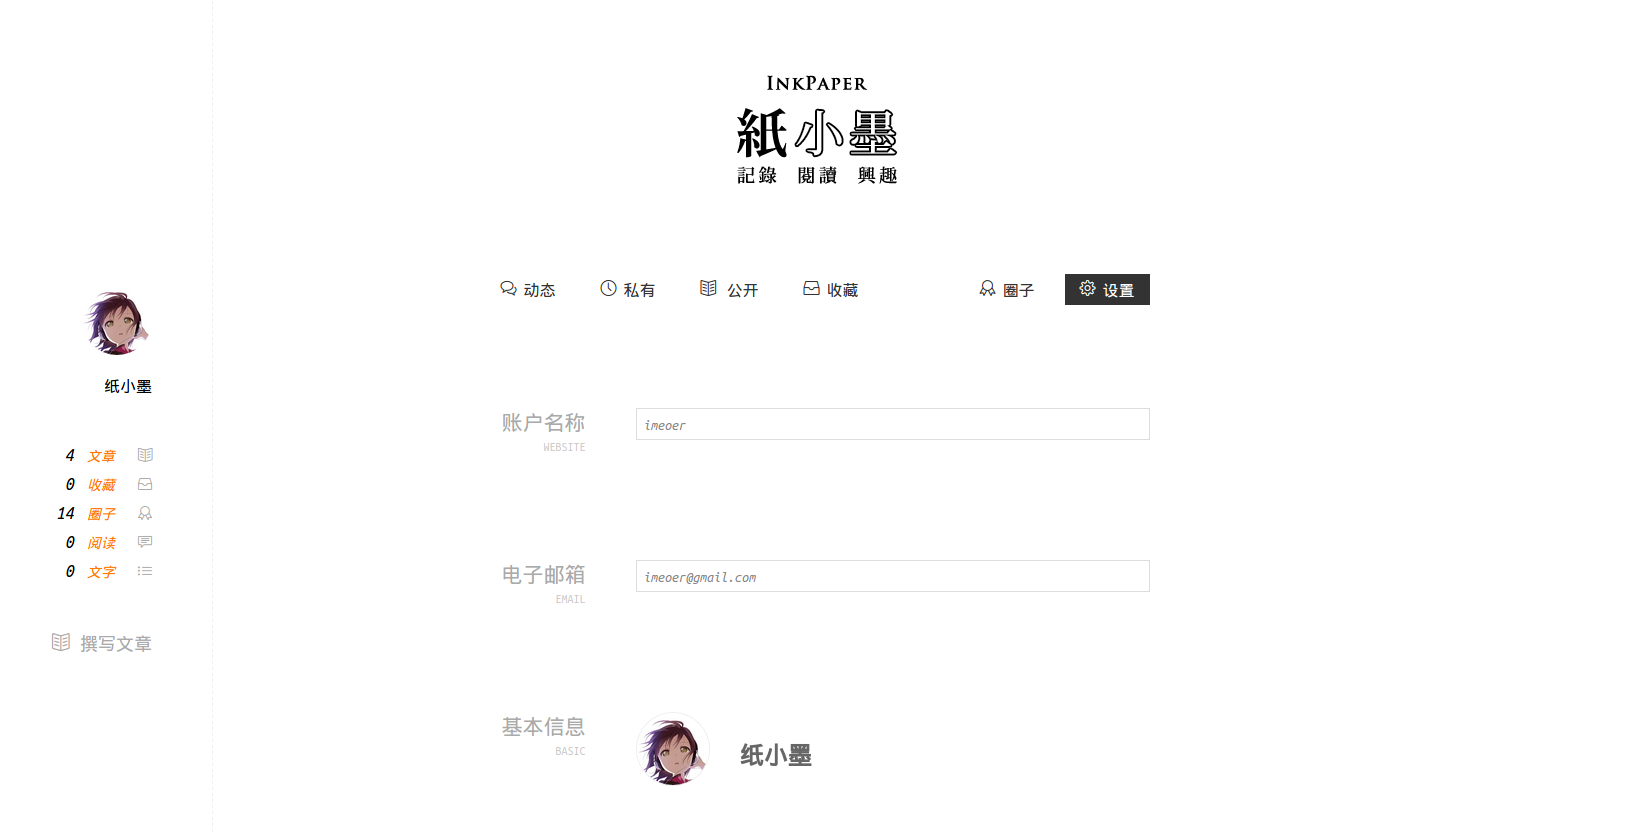 INKPAPER
紙小墨
記錄 閱讀 興趣
动态 私有 公开 收藏 圈子 设置
纸小墨
4 文章
0 收藏
14 圈子
0 阅读
0 文字
撰写文章
账户名称 imeoer
WEBSITE
电子邮箱 imeoer@gmail.com
EMAIL
基本信息 纸小墨
BASIC